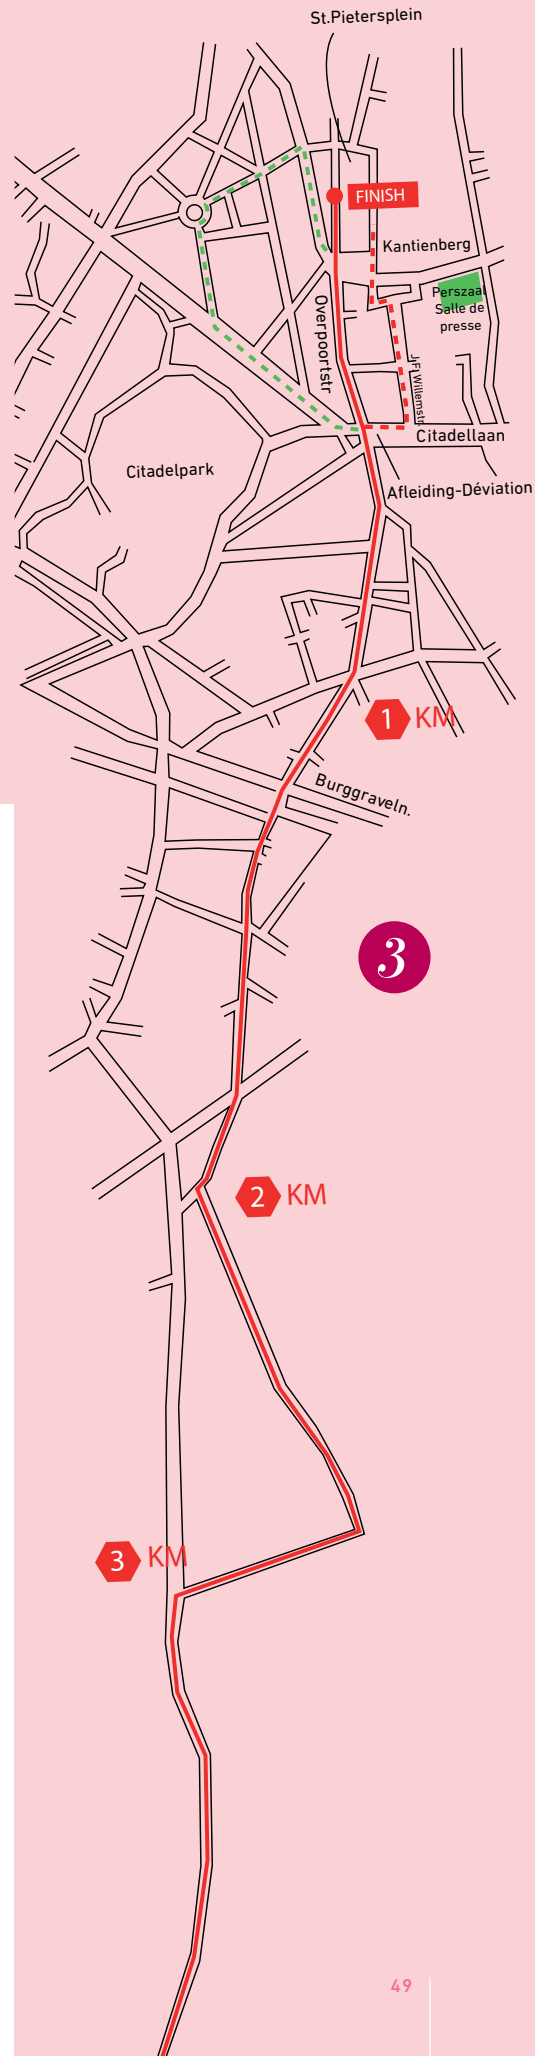 St.Pietersplein
FINISH
Kantienberg
Perszaal
Salle de
presse
Overpoortstr
J.Fr.Willemstr
Citadellaan
Citadelpark
Afleiding-Déviation
1 KM
Burggraveln.
3
2 KM
3 KM
49